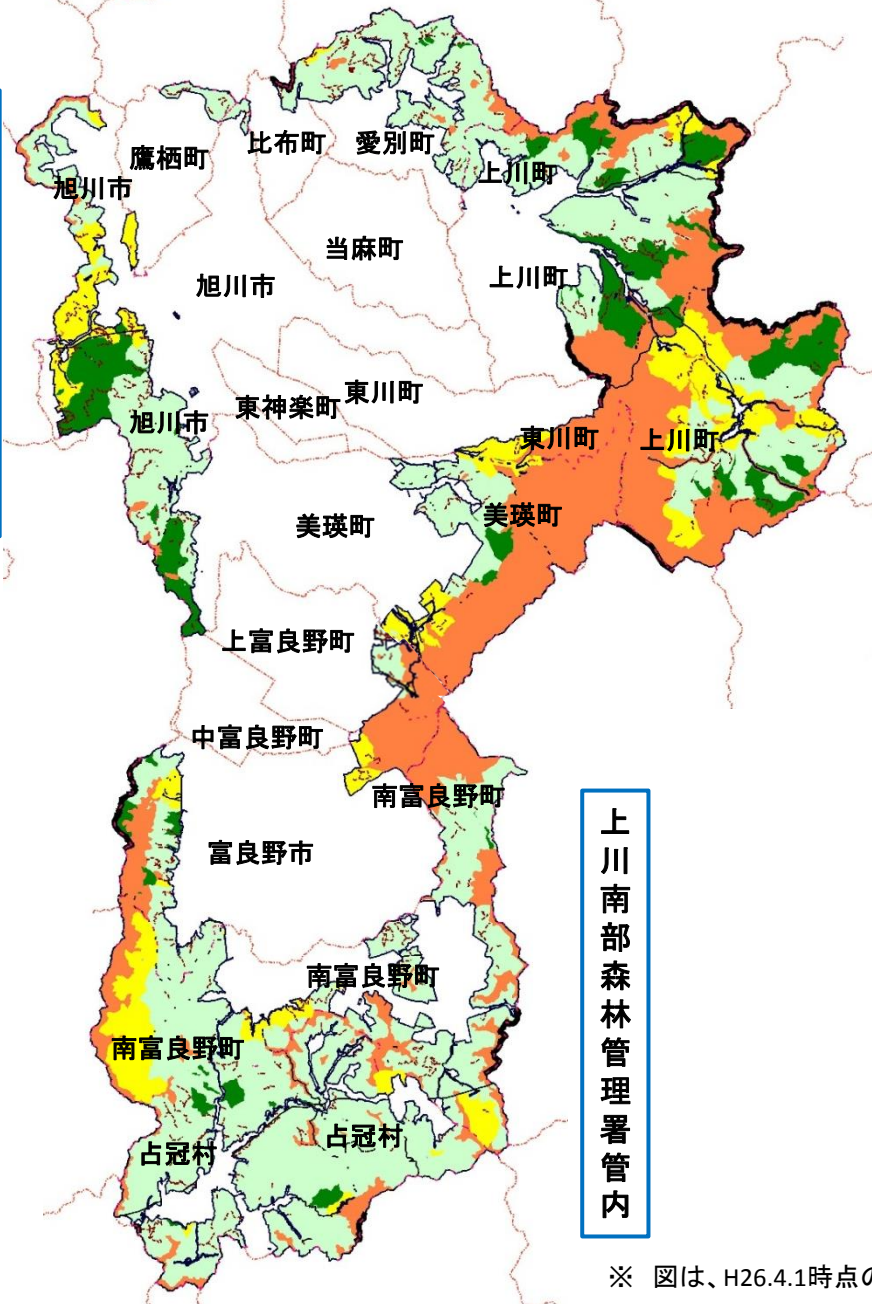 比布町
愛別町
鷹栖町
上川町
旭川市
当麻町
上川町
旭川市
東川町
東神楽町
旭川市
東川町
上川町
美瑛町
美瑛町
上富良野町
中富良野町
南富良野町
富良野市
南富良野町
南富良野町
占冠村
占冠村
上川南部森林管理署管内
※ 図は、H26.4.1時点の